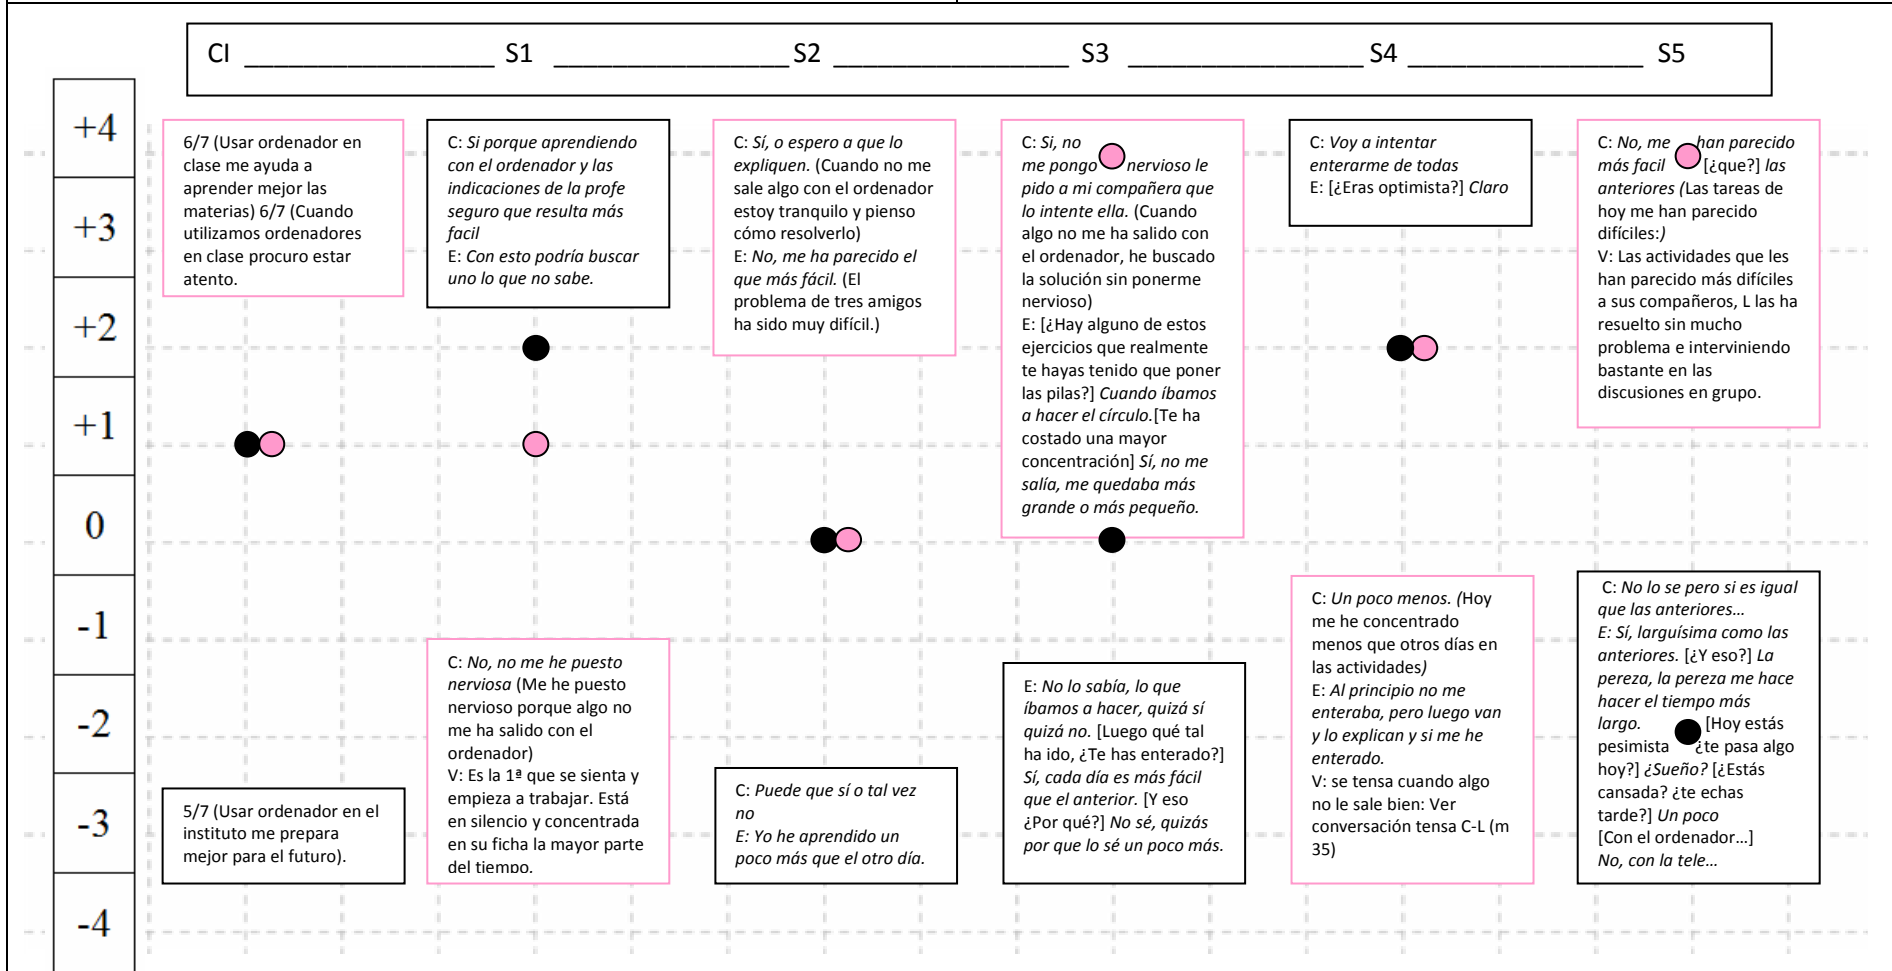 CI ________________ S1 ________________ S2 ________________ S3 ________________ S4 ________________ S5
+4
+3
+2
+1
0
-1
-2
-3
-4
6/7 (Usar ordenador en
clase me ayuda a
aprender mejor las
materias) 6/7 (Cuando
utilizamos ordenadores
en clase procuro estar
atento.
C: Si porque aprendiendo
con el ordenador y las
indicaciones de la profe
seguro que resulta más
facil
E: Con esto podría buscar
uno lo que no sabe.
C: Sí, o espero a que lo
expliquen. (Cuando no me
sale algo con el ordenador
estoy tranquilo y pienso
cómo resolverlo)
E: No, me ha parecido el
que más fácil. (El
problema de tres amigos
ha sido muy difícil.)
C: Si, no
me pongo nervioso le
pido a mi compañera que
lo intente ella. (Cuando
algo no me ha salido con
el ordenador, he buscado
la solución sin ponerme
nervioso)
E: [¿Hay alguno de estos
ejercicios que realmente
te hayas tenido que poner
las pilas?] Cuando íbamos
a hacer el círculo.[Te ha
costado una mayor
concentración] Sí, no me
salía, me quedaba más
grande o más pequeño.
C: Voy a intentar
enterarme de todas
E: [¿Eras optimista?] Claro
C: No, me han parecido
más facil [¿que?] las
anteriores (Las tareas de
hoy me han parecido
difíciles:)
V: Las actividades que les
han parecido más difíciles
a sus compañeros, L las ha
resuelto sin mucho
problema e interviniendo
bastante en las
discusiones en grupo.
5/7 (Usar ordenador en el
instituto me prepara
mejor para el futuro).
C: No, no me he puesto
nerviosa (Me he puesto
nervioso porque algo no
me ha salido con el
ordenador)
V: Es la 1ª que se sienta y
empieza a trabajar. Está
en silencio y concentrada
en su ficha la mayor parte
del tiempo.
C: Puede que sí o tal vez
no
E: Yo he aprendido un
poco más que el otro día.
E: No lo sabía, lo que
íbamos a hacer, quizá sí
quizá no. [Luego qué tal
ha ido, ¿Te has enterado?]
Sí, cada día es más fácil
que el anterior. [Y eso
¿Por qué?] No sé, quizás
por que lo sé un poco más.
C: Un poco menos. (Hoy
me he concentrado
menos que otros días en
las actividades)
E: Al principio no me
enteraba, pero luego van
y lo explican y si me he
enterado.
V: se tensa cuando algo
no le sale bien: Ver
conversación tensa C-L (m
35)
C: No lo se pero si es igual
que las anteriores...
E: Sí, larguísima como las
anteriores. [¿Y eso?] La
pereza, la pereza me hace
hacer el tiempo más
largo. [Hoy estás
pesimista ¿te pasa algo
hoy?] ¿Sueño? [¿Estás
cansada? ¿te echas
tarde?] Un poco
[Con el ordenador...]
No, con la tele...